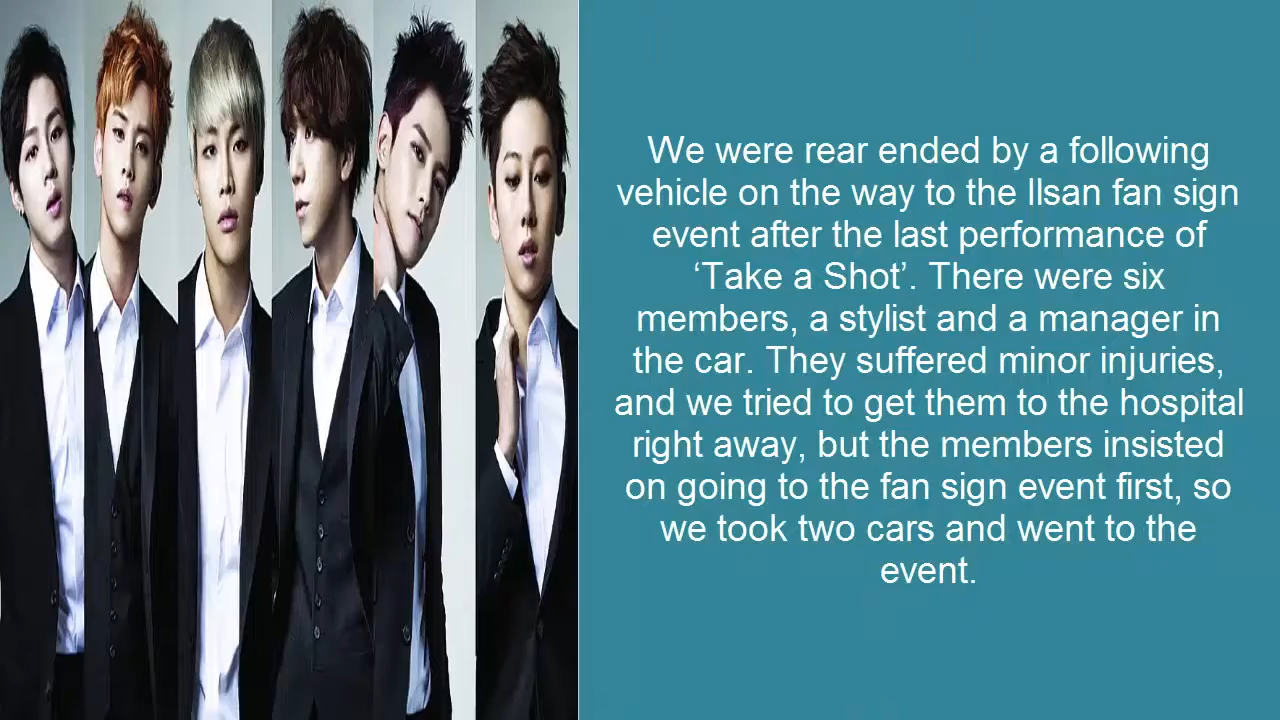 We were rear ended by a following
vehicle on the way to the Ilsan fan sign
event after the last performance of
‘Take a Shot’. There were six
members, a stylist and a manager in
the car. They suffered minor injuries,
and we tried to get them to the hospital
right away, but the members insisted
on going to the fan sign event first, so
we took two cars and went to the
event.